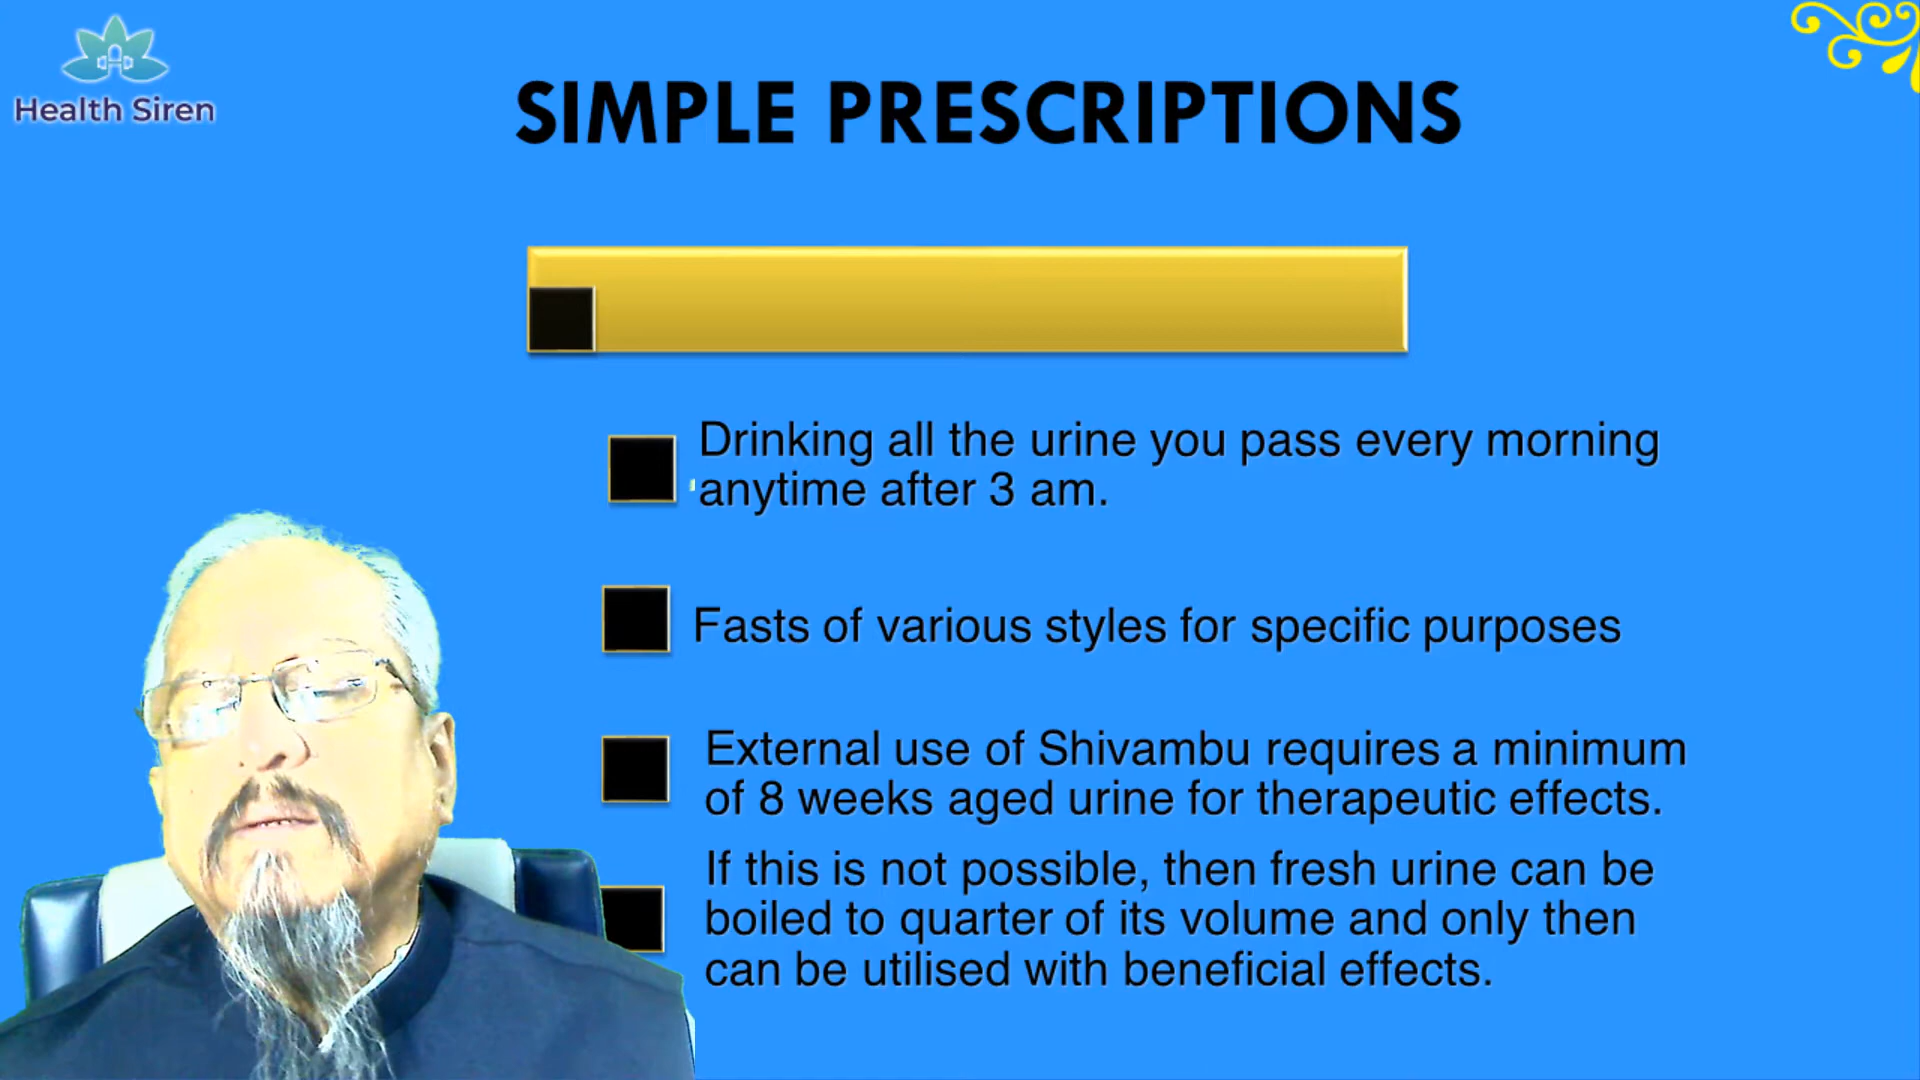 Health Siren
SIMPLE PRESCRIPTIONS
Drinking all the urine you pass every morning
anytime after 3 am.
Fasts of various styles for specific purposes
External use of Shivambu requires a minimum
of 8 weeks aged urine for therapeutic effects.
If this is not possible, then fresh urine can be
boiled to quarter of its volume and only then
can be utilised with beneficial effects.